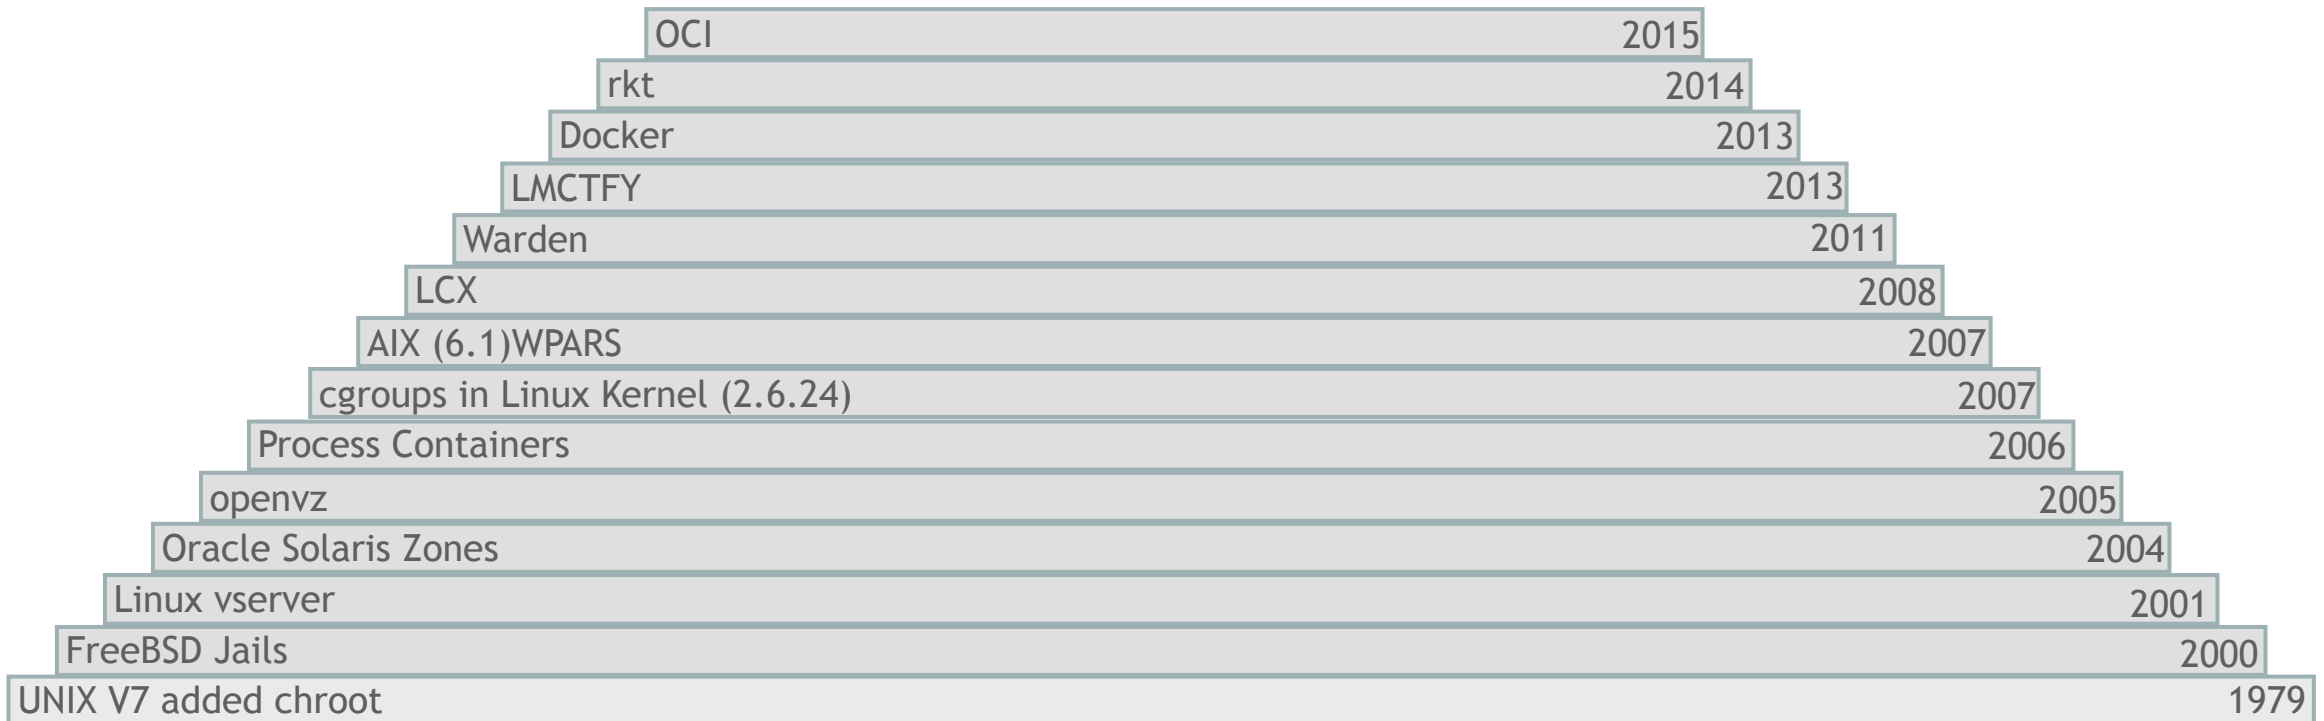 OCI 2015
rkt 2014
Docker 2013
LMCTFY 2013
Warden 2011
LCX 2008
AIX (6.1)WPARS 2007
cgroups in Linux Kernel (2.6.24) 2007
Process Containers 2006
openvz 2005
Oracle Solaris Zones 2004
Linux vserver 2001
FreeBSD Jails 2000
UNIX V7 added chroot 1979